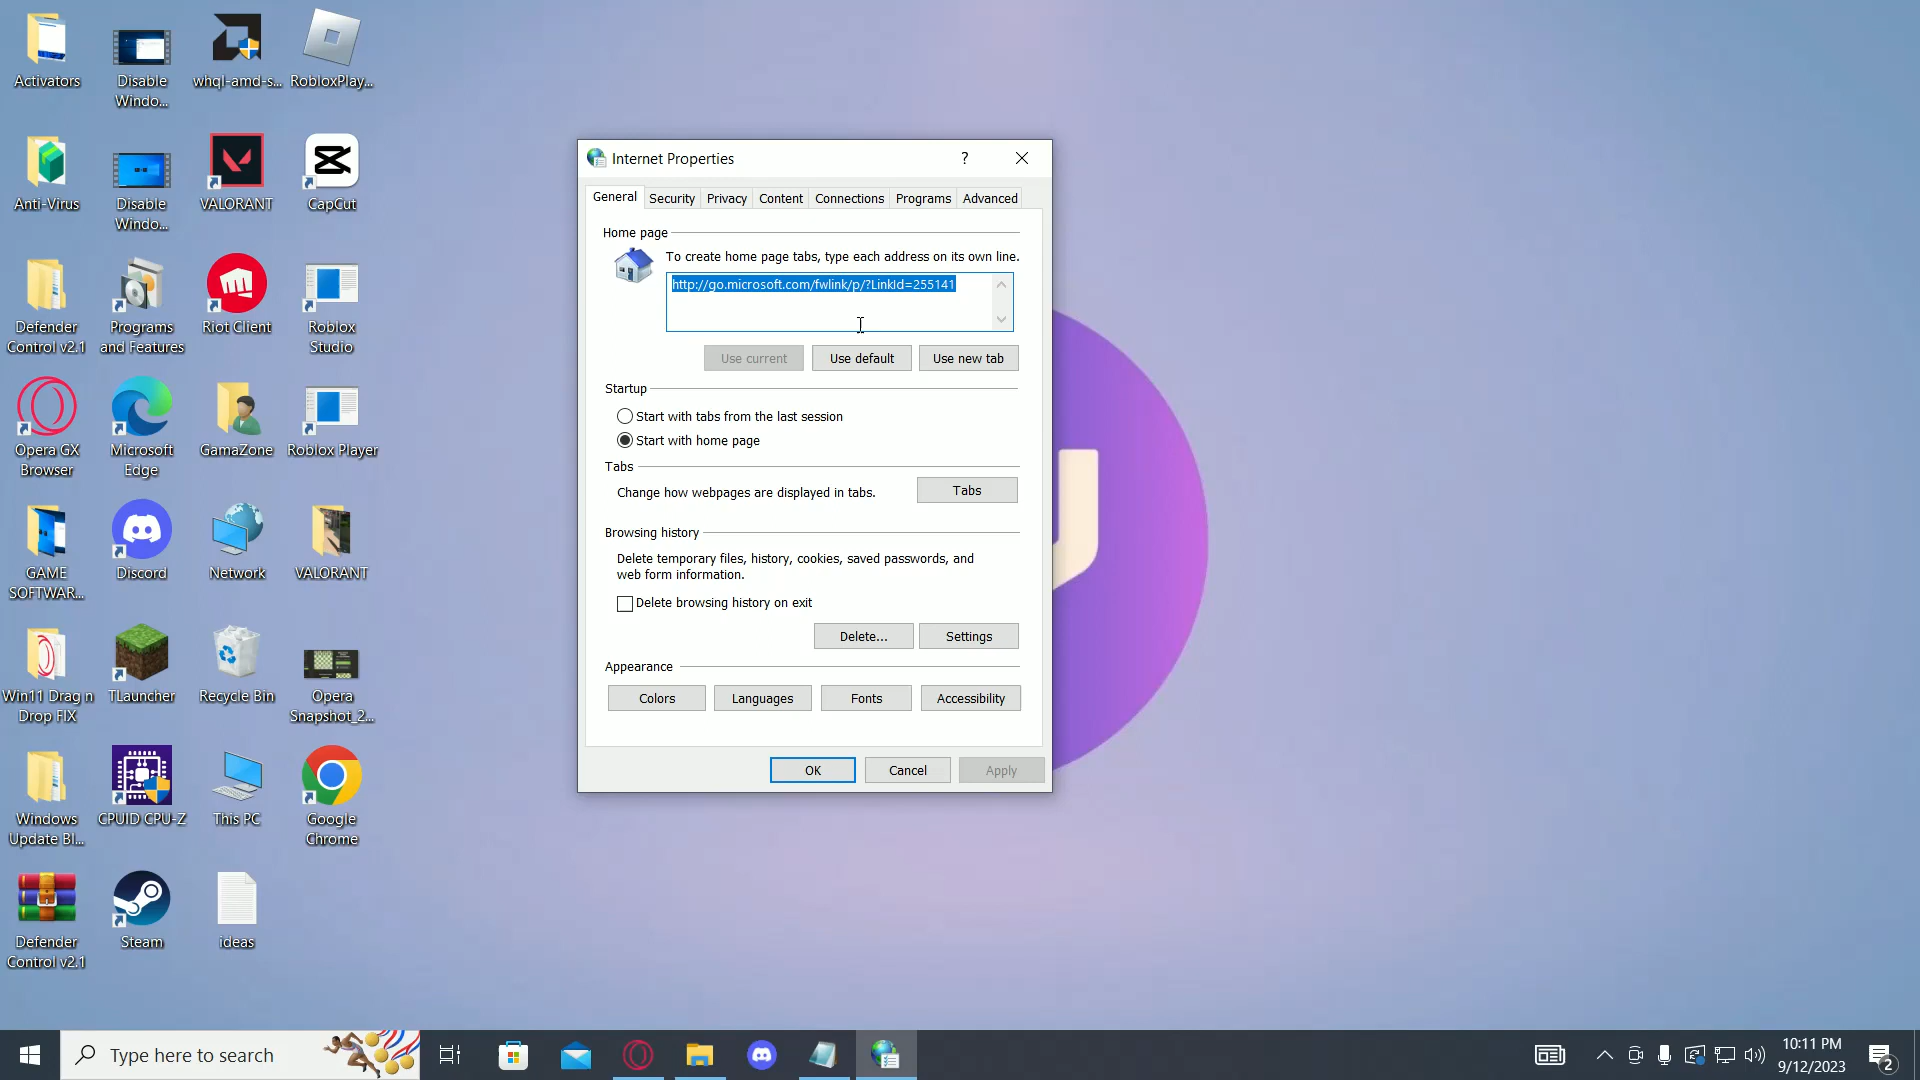 Activators
Disable
Windo...
whql-amd-s...
RobloxPlay...
Anti-Virus
Disable
Windo...
VALORANT
CapCut
Defender
Control v2.1
Programs
and Features
Riot Client
Roblox
Studio
Opera GX
Browser
Microsoft
Edge
GamaZone
Roblox Player
GAME
SOFTWAR...
Discord
Network
VALORANT
Win11 Drag n
Drop FIX
TLauncher
Recycle Bin
Opera
Snapshot_2...
Windows
Update Bl...
CPUID CPU-Z
This PC
Google
Chrome
Defender
Control v2.1
Steam
ideas
Internet Properties
?
General Security Privacy Content Connections Programs Advanced
Home page
To create home page tabs, type each address on its own line.
http://go.microsoft.com/fwlink/p/?LinkId=255141
Use current
Use default
Use new tab
Startup
Start with tabs from the last session
Start with home page
Tabs
Change how webpages are displayed in tabs.
Tabs
Browsing history
Delete temporary files, history, cookies, saved passwords, and
web form information.
Delete browsing history on exit
Delete...
Settings
Appearance
Colors
Languages
Fonts
Accessibility
OK
Cancel
Apply
Type here to search
10:11 PM
9/12/2023
2